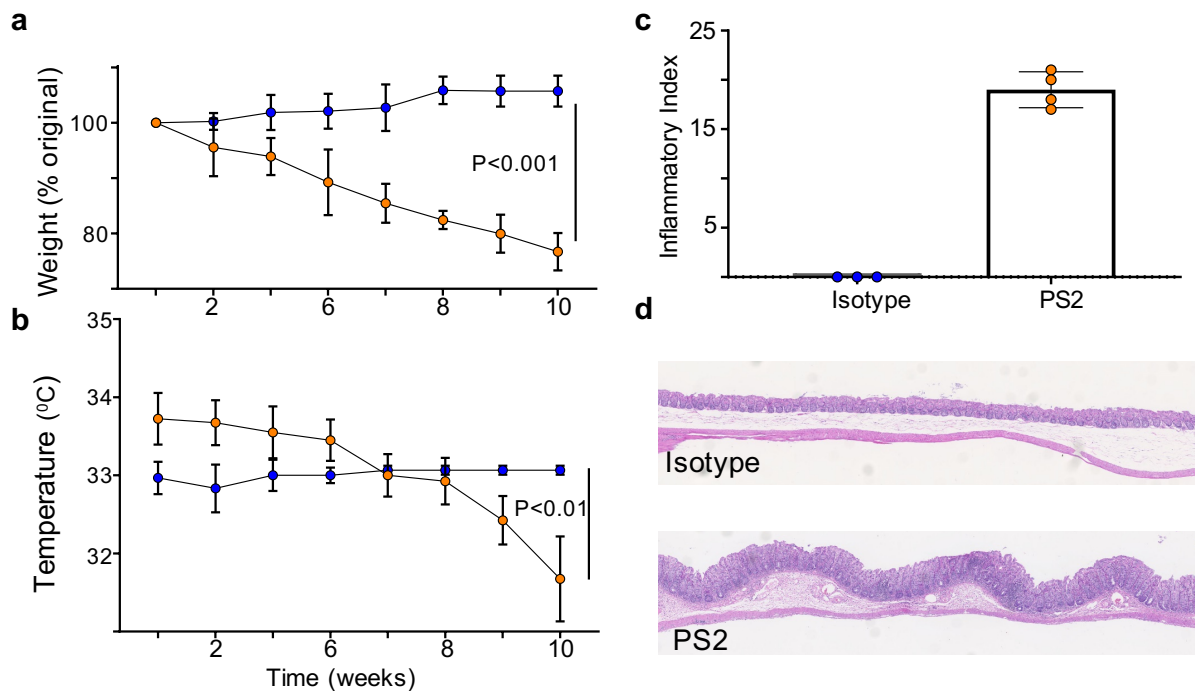 a
Weight (% original)
100
80
P<0.001
2
6
8
10
b
Temperature (⁰C)
35
34
33
32
P<0.01
2
6
8
10
Time (weeks)
c
Inflammatory Index
25
15
5
Isotype
PS2
d
Isotype
PS2